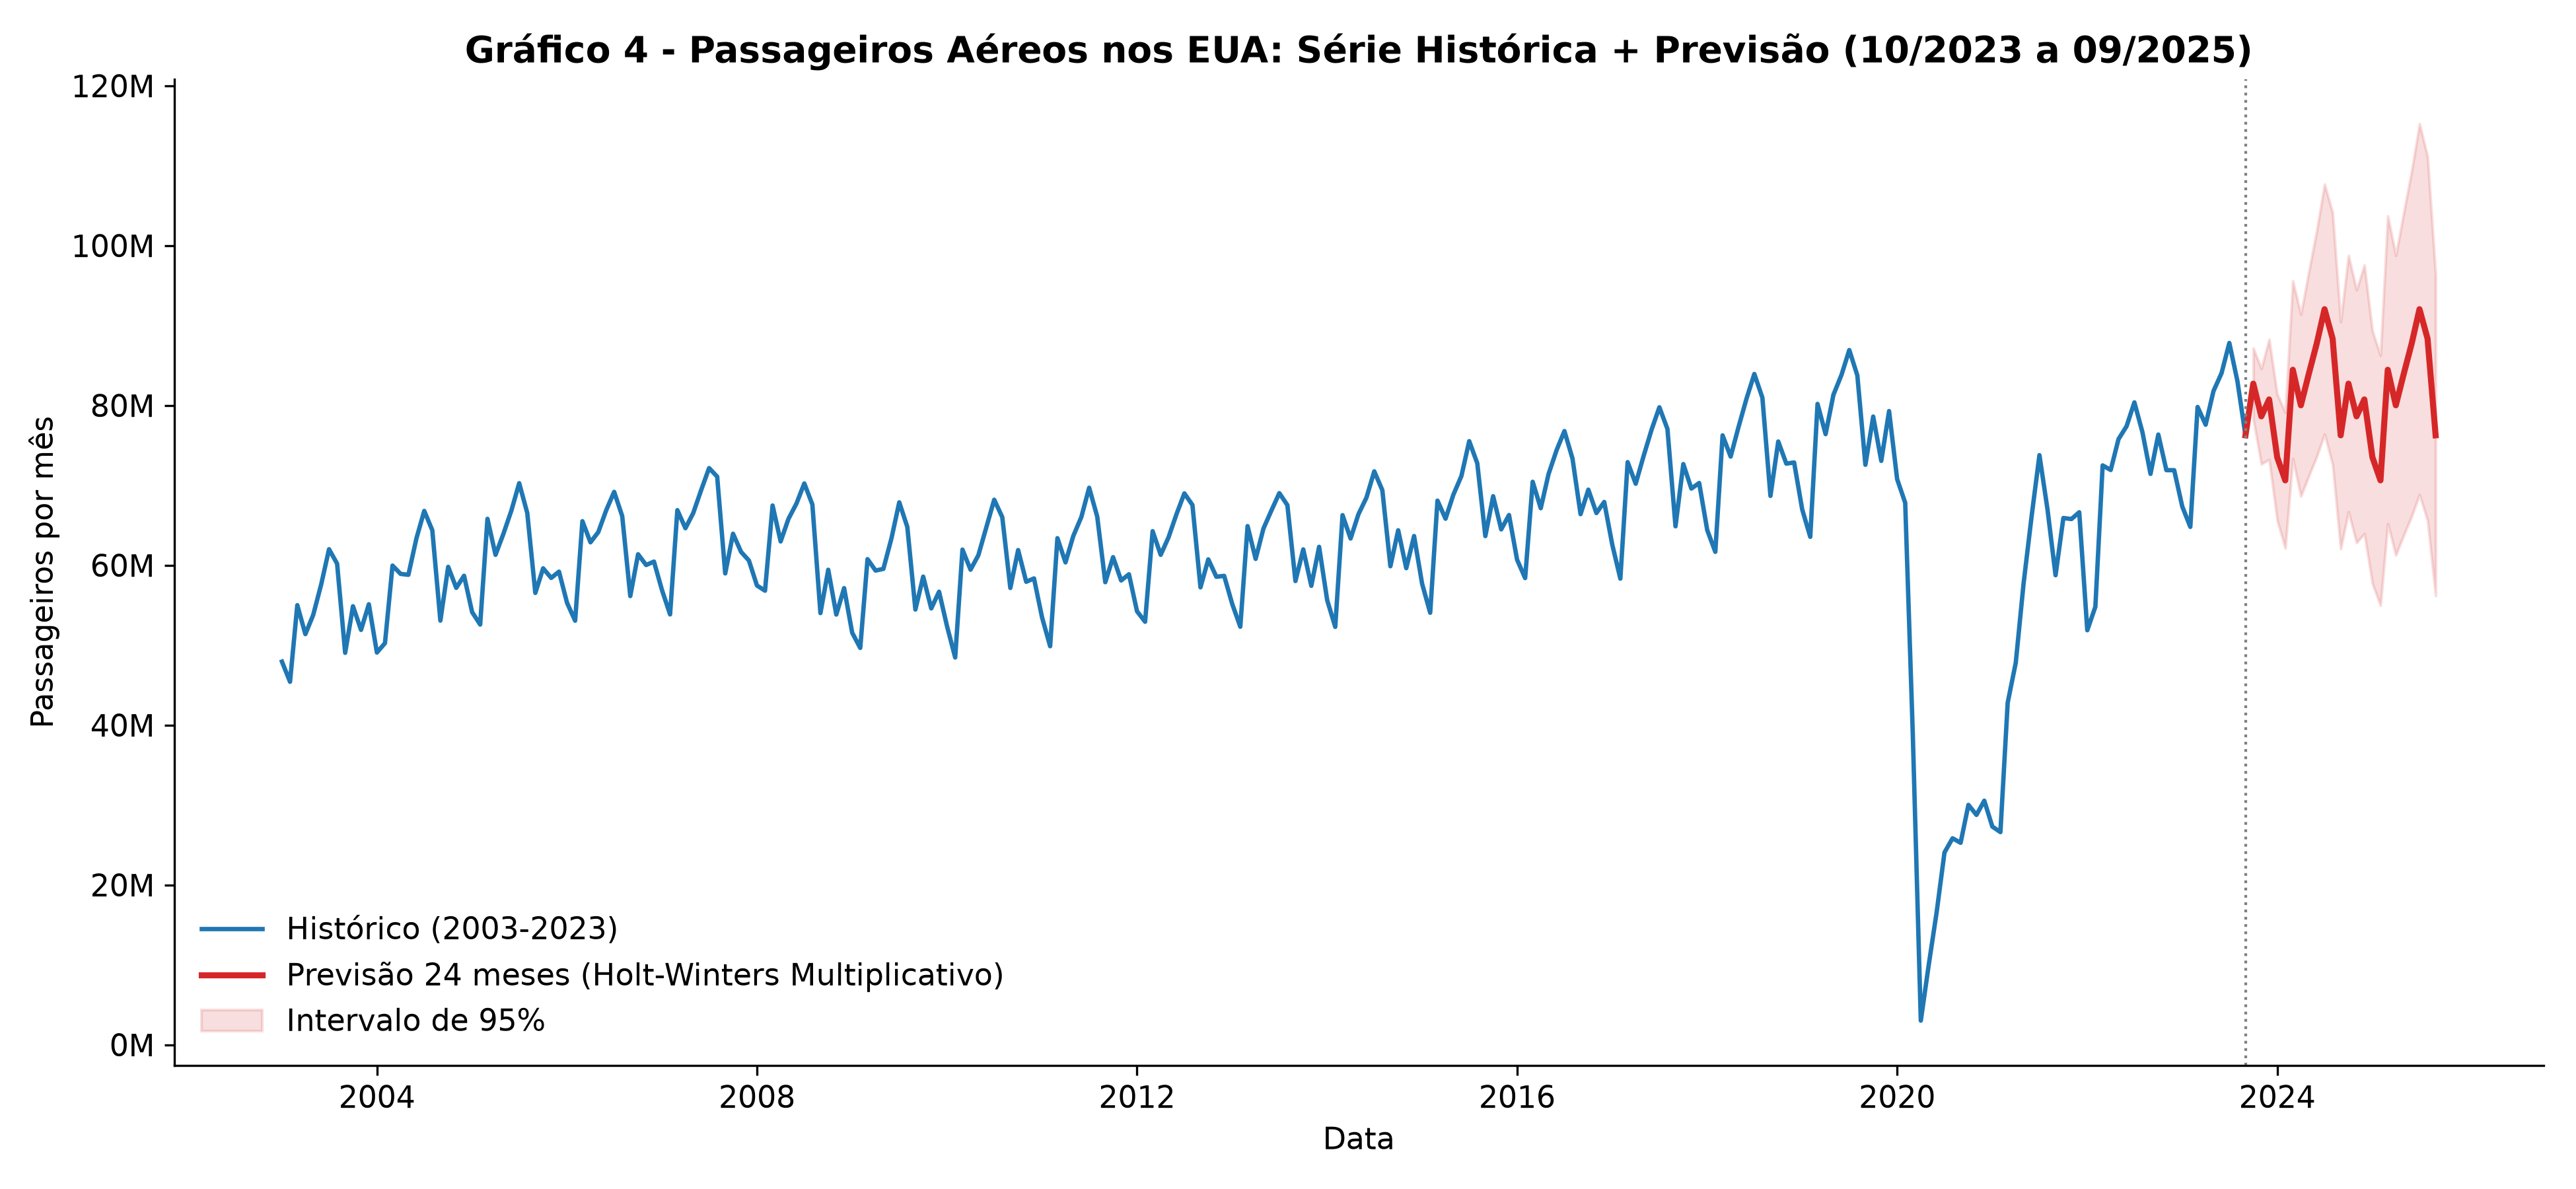 Gráfico 4 - Passageiros Aéreos nos EUA: Série Histórica + Previsão (10/2023 a 09/2025)
120M
100M
80M
60M
40M
20M
0M
Passageiros por mês
Histórico (2003-2023)
Previsão 24 meses (Holt-Winters Multiplicativo)
Intervalo de 95%
2004 2008 2012 2016 2020 2024
Data